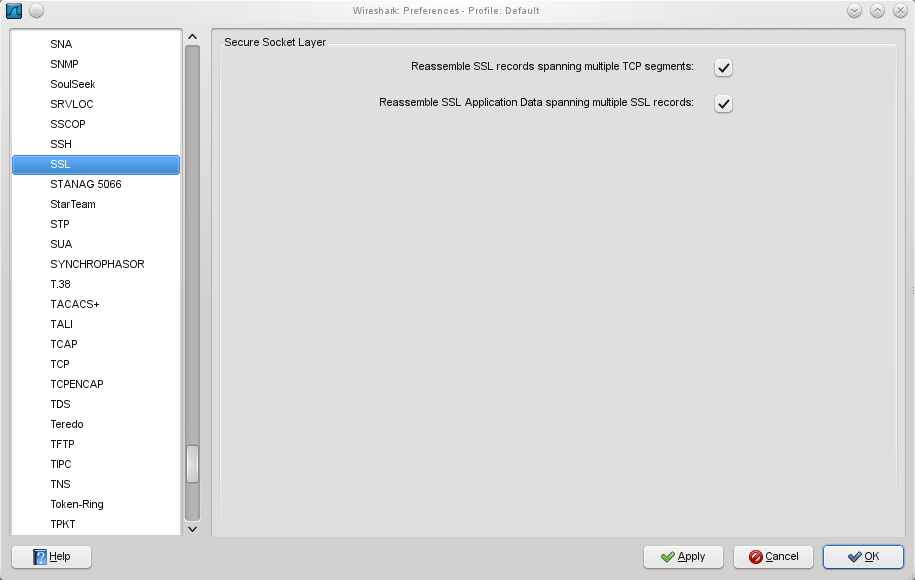 Wireshark: Preferences - Profile: Default
SNA
SNMP
SoulSeek
SRVLOC
SSCOP
SSH
SSL
STANAG 5066
StarTeam
STP
SUA
SYNCHROPHASOR
T.38
TACACS+
TALI
TCAP
TCP
TCPENCAP
TDS
Teredo
TFTP
TIPC
TNS
Token-Ring
TPKT
Secure Socket Layer
Reassemble SSL records spanning multiple TCP segments:
Reassemble SSL Application Data spanning multiple SSL records:
Help
Apply
Cancel
OK